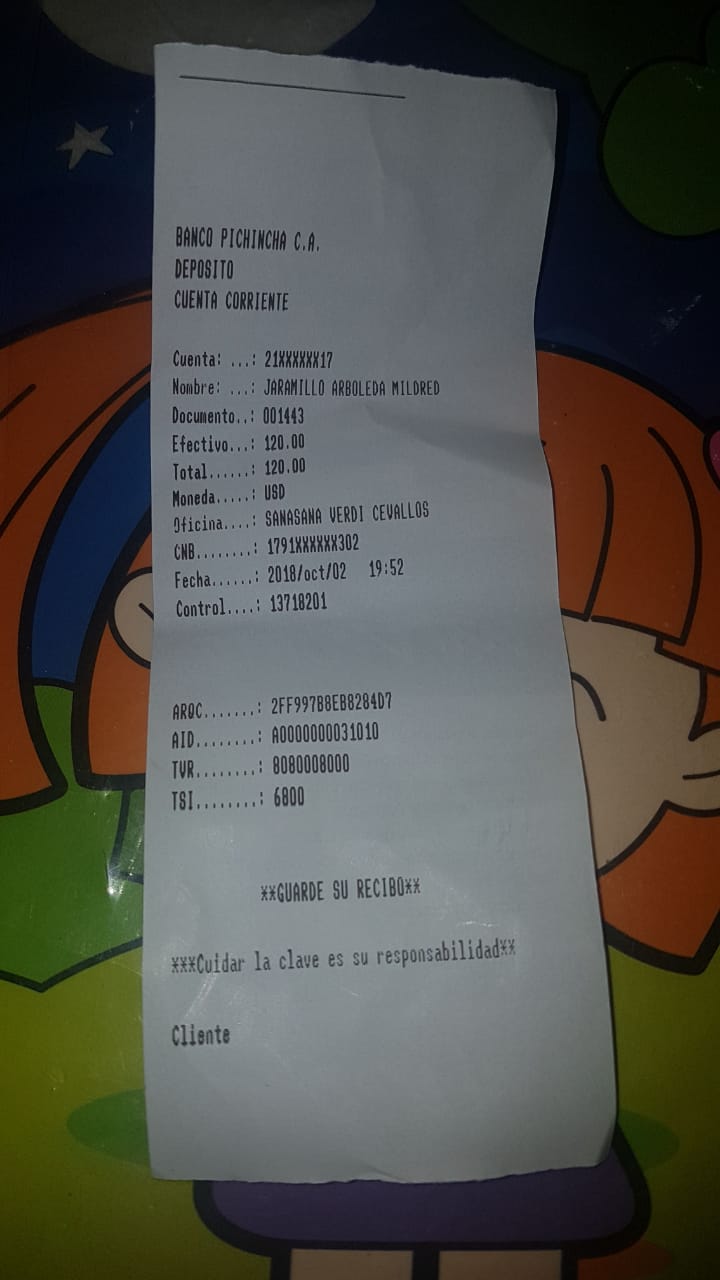 BANCO PICHINCHA C.A.
DEPOSITO
CUENTA CORRIENTE
Cuenta: ...: 21XXXXXX17
Nombre: ...: JARAMILLO ARBOLEDA MILDRED
Documento..: 001443
Efectivo...: 120.00
Total......: 120.00
Moneda.....: USD
Oficina....: SANASANA VERDI CEVALLOS
CNB........: 1791XXXXXX302
Fecha......: 2018/oct/02 19:52
Control....: 13718201
ARQC.......: 2FF997B8EB8284D7
AID........: A0000000031010
TVR........: 8080008000
TSI........: 6800
**GUARDE SU RECIBO**
***Cuidar la clave es su responsabilidad**
Cliente